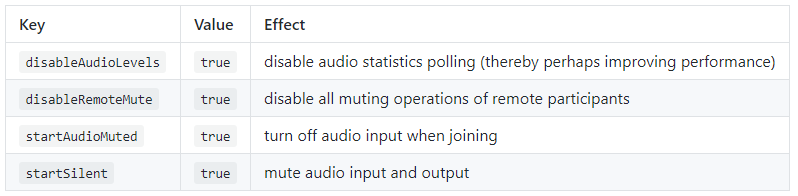 Key Value Effect
disableAudioLevels true disable audio statistics polling (thereby perhaps improving performance)
disableRemoteMute true disable all muting operations of remote participants
startAudioMuted true turn off audio input when joining
startSilent true mute audio input and output